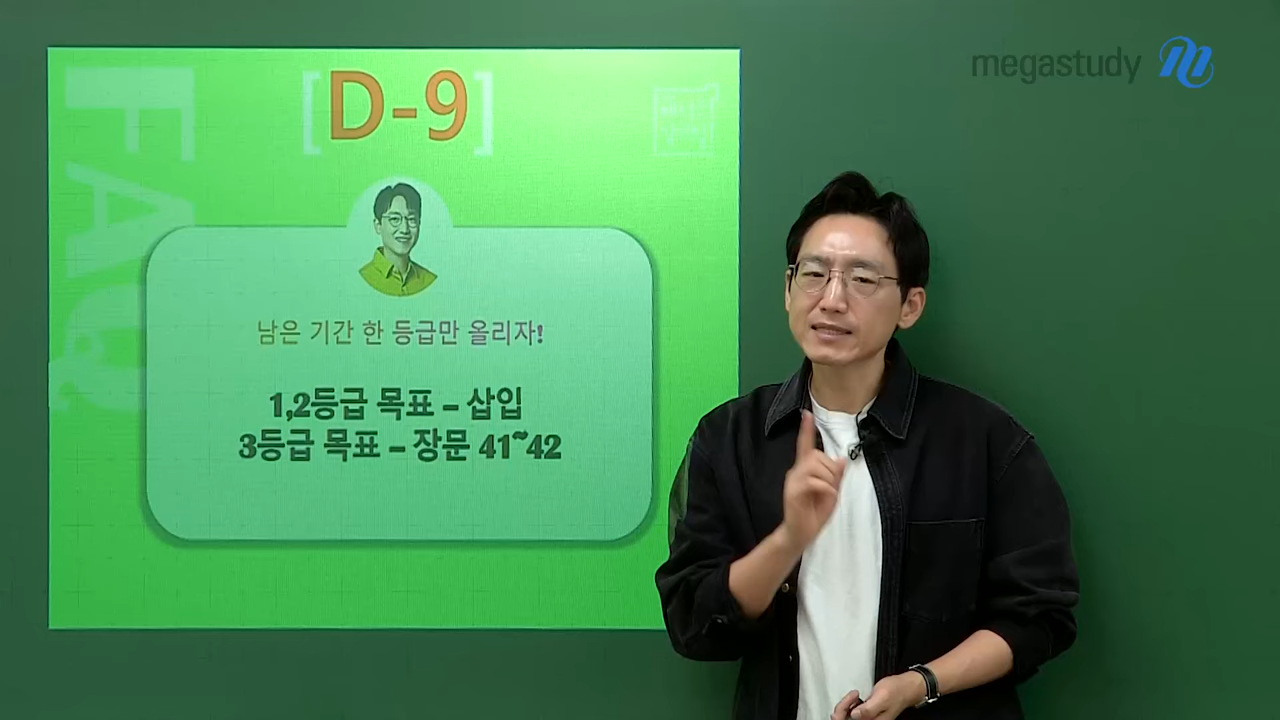 megastudy
[D-9]
FAQ
남은 기간 한 등급만 올리자!
1,2등급 목표 – 삽입
3등급 목표 – 장문 41~42